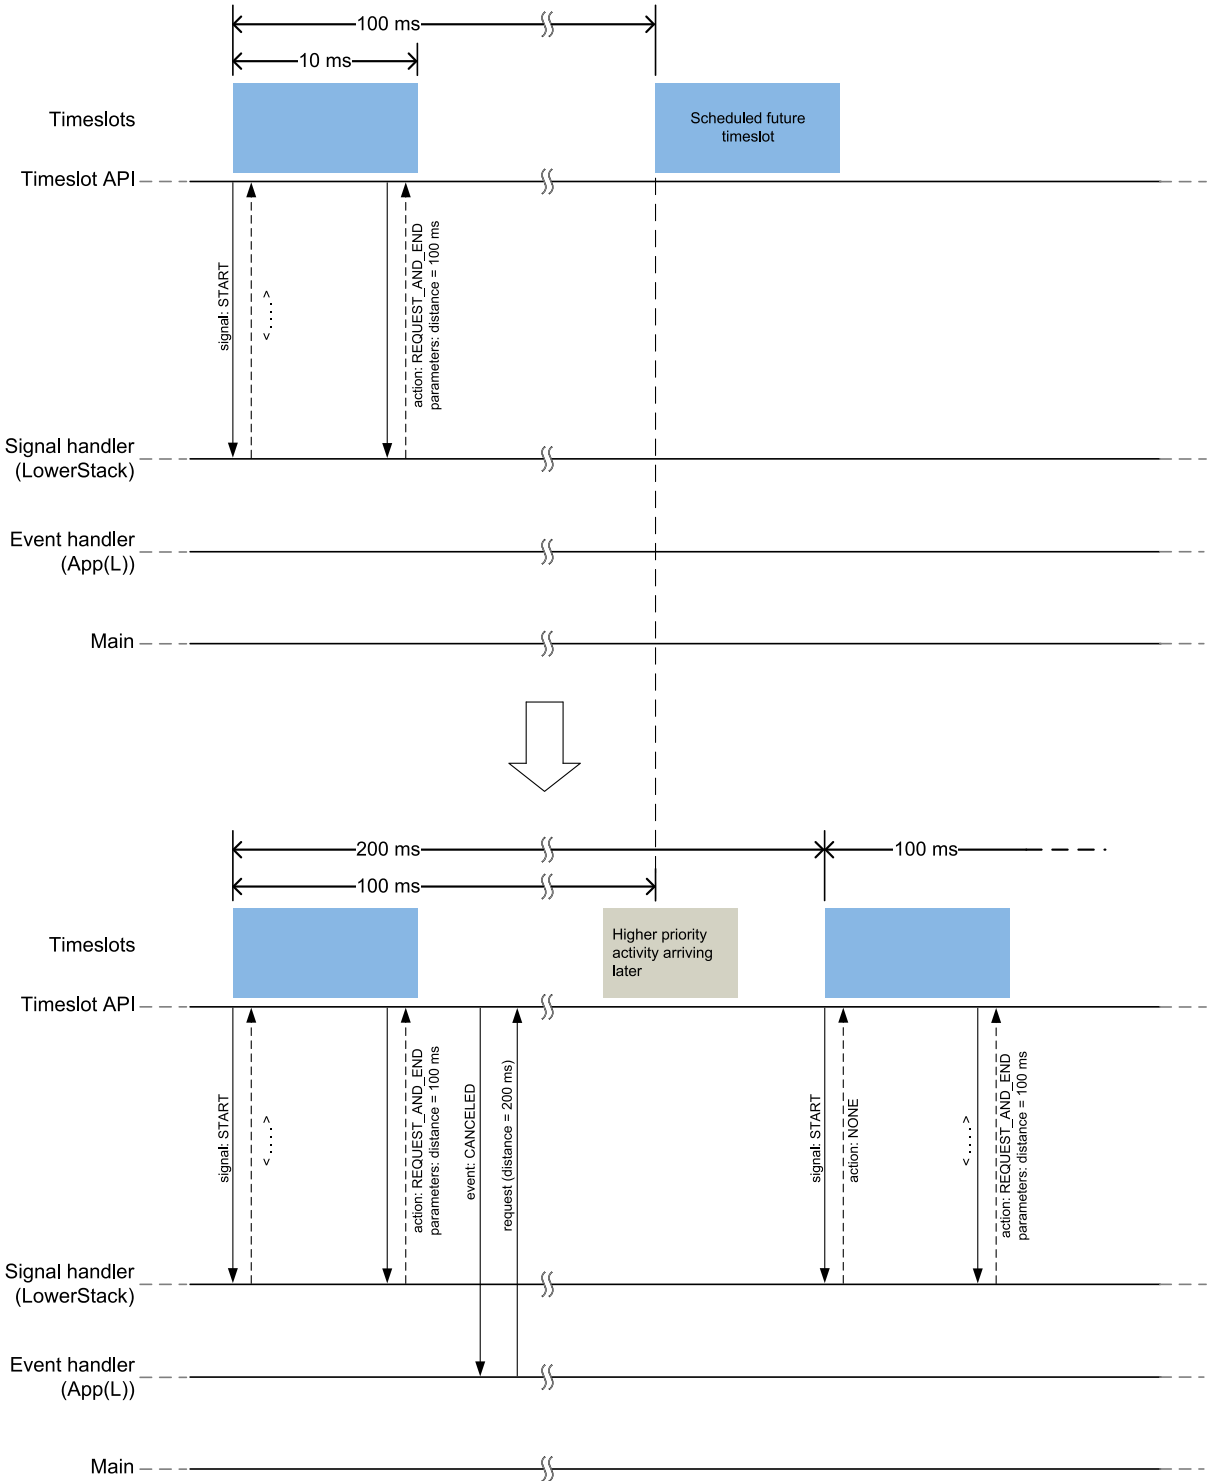 100 ms
10 ms
Timeslots
Scheduled future
timeslot
Timeslot API
signal: START
<.....>
action: REQUEST_AND_END
parameters: distance = 100 ms
Signal handler
(LowerStack)
Event handler
(App(L))
Main
200 ms
100 ms
100 ms
Timeslots
Higher priority
activity arriving
later
Timeslot API
signal: START
<.....>
action: REQUEST_AND_END
parameters: distance = 100 ms
event: CANCELED
request (distance = 200 ms)
signal: START
action: NONE
<.....>
action: REQUEST_AND_END
parameters: distance = 100 ms
Signal handler
(LowerStack)
Event handler
(App(L))
Main